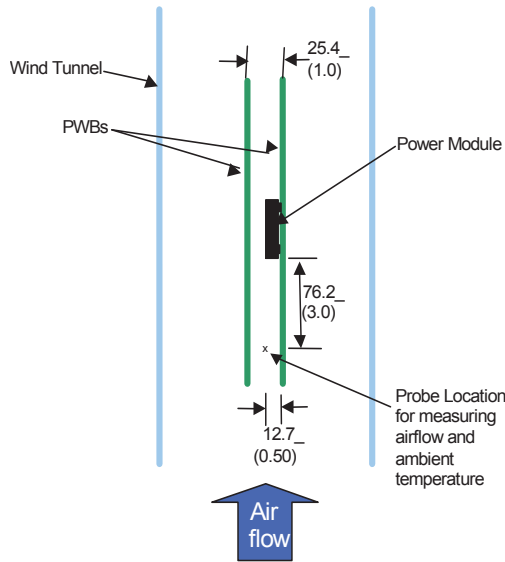 25.4_
(1.0)
Wind Tunnel
PWBs
Power Module
76.2_
(3.0)
x
Probe Location
for measuring
airflow and
ambient
temperature
12.7_
(0.50)
Air
flow